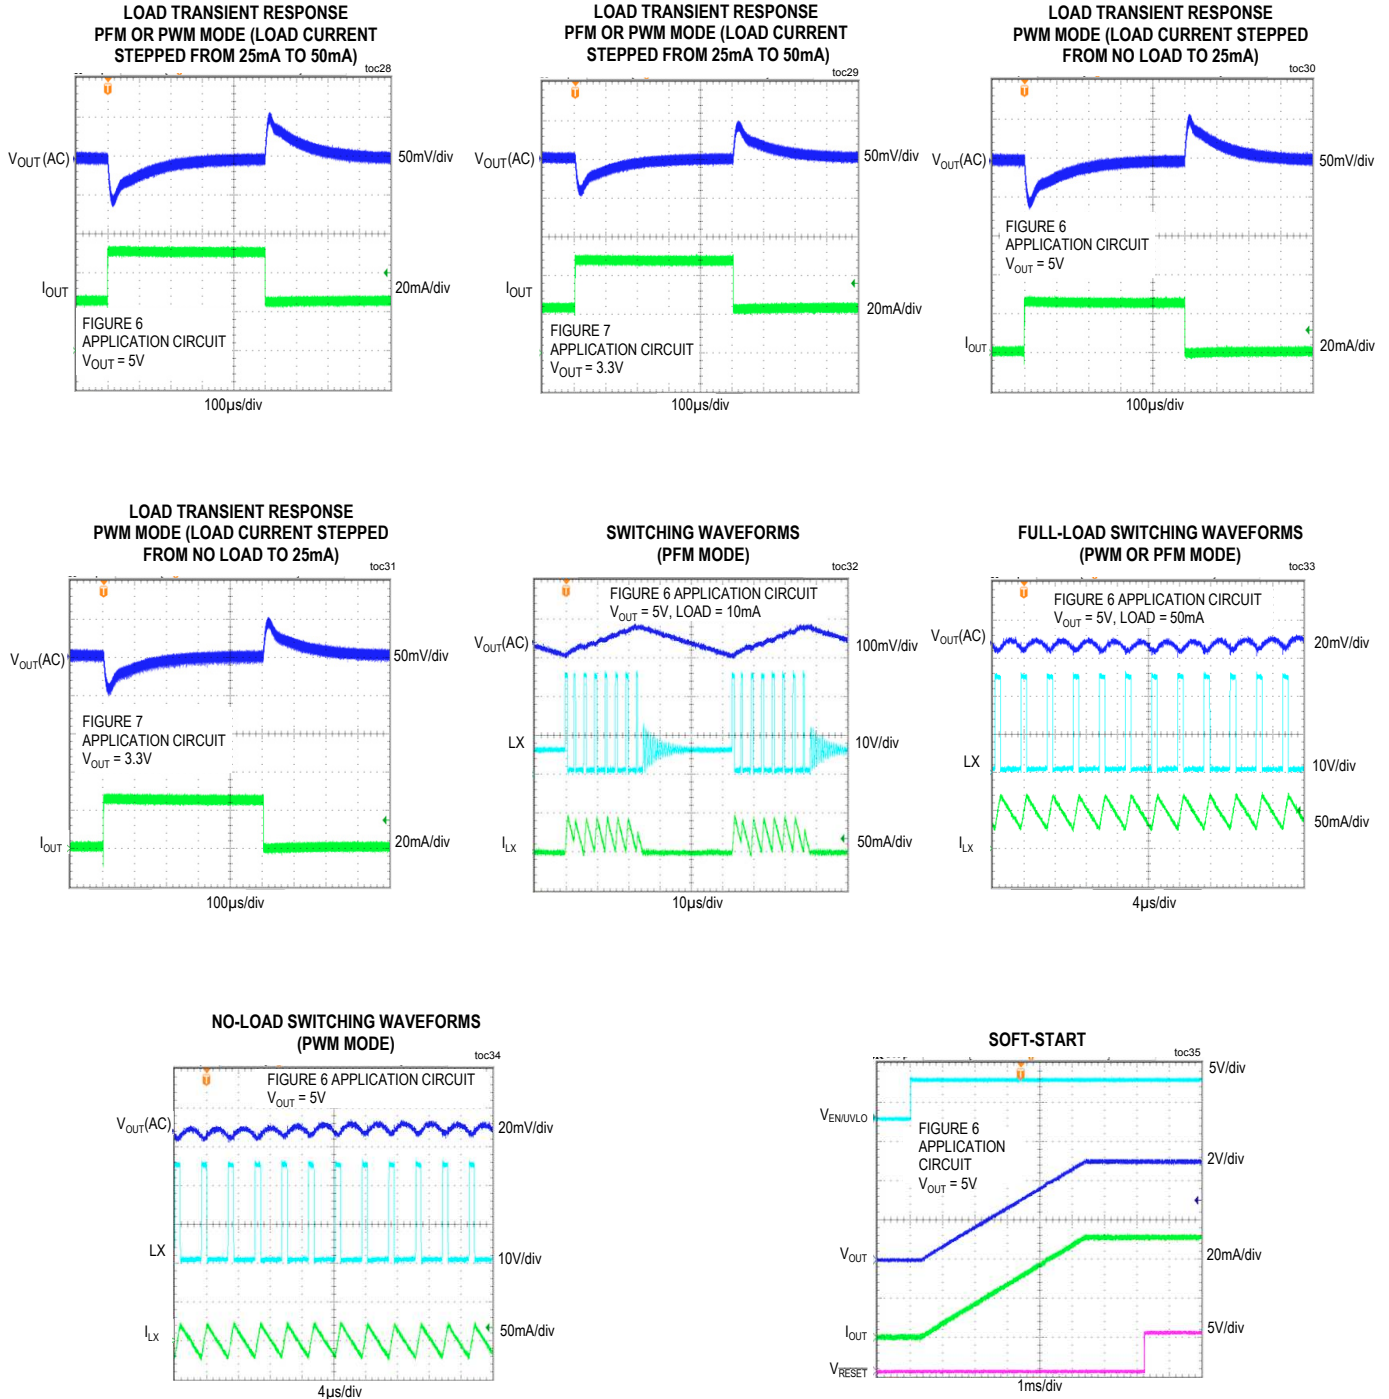 LOAD TRANSIENT RESPONSE
PFM OR PWM MODE (LOAD CURRENT
STEPPED FROM 25mA TO 50mA)
toc28
T
VOUT(AC)
50mV/div
IOUT
20mA/div
FIGURE 6
APPLICATION CIRCUIT
VOUT = 5V
100µs/div
LOAD TRANSIENT RESPONSE
PFM OR PWM MODE (LOAD CURRENT
STEPPED FROM 25mA TO 50mA)
toc29
T
VOUT(AC)
50mV/div
IOUT
20mA/div
FIGURE 7
APPLICATION CIRCUIT
VOUT = 3.3V
100µs/div
LOAD TRANSIENT RESPONSE
PWM MODE (LOAD CURRENT STEPPED
FROM NO LOAD TO 25mA)
toc30
T
VOUT(AC)
50mV/div
FIGURE 6
APPLICATION CIRCUIT
VOUT = 5V
IOUT
20mA/div
100µs/div
LOAD TRANSIENT RESPONSE
PWM MODE (LOAD CURRENT STEPPED
FROM NO LOAD TO 25mA)
toc31
T
VOUT(AC)
50mV/div
FIGURE 7
APPLICATION CIRCUIT
VOUT = 3.3V
IOUT
20mA/div
100µs/div
SWITCHING WAVEFORMS
(PFM MODE)
toc32
T
FIGURE 6 APPLICATION CIRCUIT
VOUT = 5V, LOAD = 10mA
VOUT(AC)
100mV/div
LX
10V/div
ILX
50mA/div
10µs/div
FULL-LOAD SWITCHING WAVEFORMS
(PWM OR PFM MODE)
toc33
T
FIGURE 6 APPLICATION CIRCUIT
VOUT = 5V, LOAD = 50mA
VOUT(AC)
20mV/div
LX
10V/div
ILX
50mA/div
4µs/div
NO-LOAD SWITCHING WAVEFORMS
(PWM MODE)
toc34
T
FIGURE 6 APPLICATION CIRCUIT
VOUT = 5V
VOUT(AC)
20mV/div
LX
10V/div
ILX
50mA/div
4µs/div
SOFT-START
toc35
T
5V/div
VEN/UVLO
FIGURE 6
APPLICATION
CIRCUIT
VOUT = 5V
2V/div
VOUT
20mA/div
IOUT
5V/div
VRESET
1ms/div